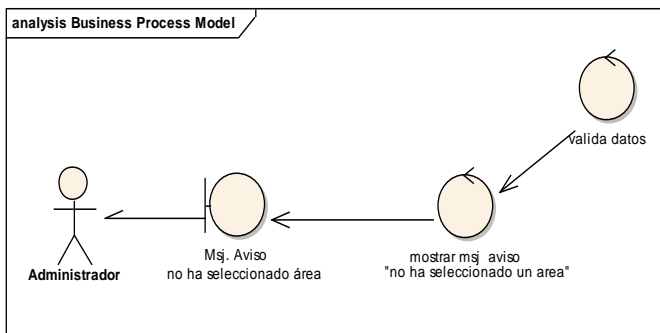 analysis Business Process Model
valida datos
Administrador
Msj. Aviso
no ha seleccionado área
mostrar msj aviso
"no ha seleccionado un area"